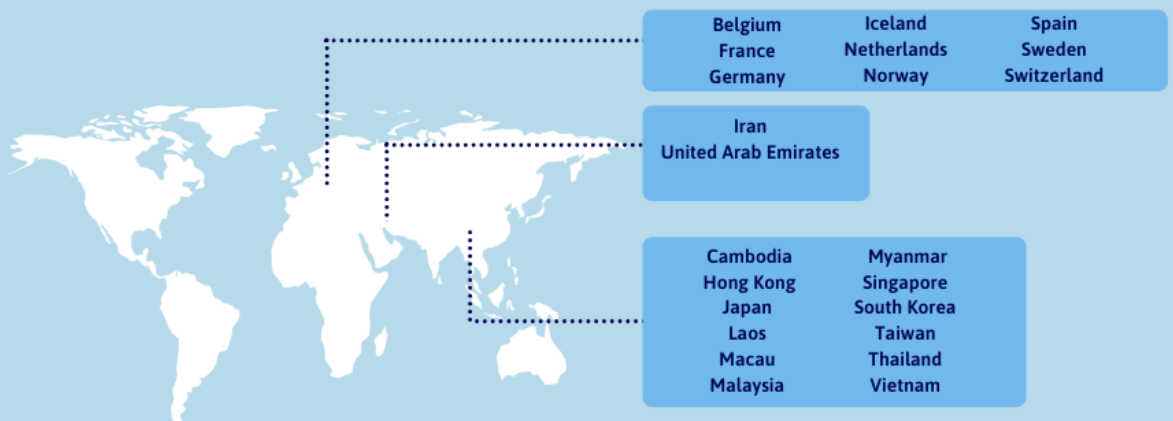 Belgium Iceland Spain
France Netherlands Sweden
Germany Norway Switzerland
Iran
United Arab Emirates
Cambodia Myanmar
Hong Kong Singapore
Japan South Korea
Laos Taiwan
Macau Thailand
Malaysia Vietnam